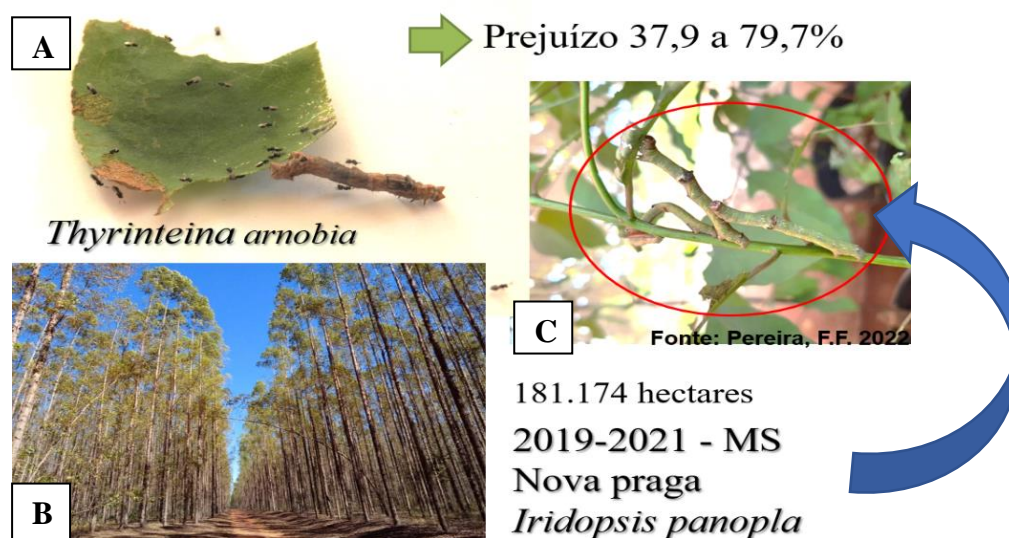 A
Prejuízo 37,9 a 79,7%
Thyrinteina arnobia
B
C
Fonte: Pereira, F.F. 2022
181.174 hectares
2019-2021 - MS
Nova praga
Iridopsis panopla